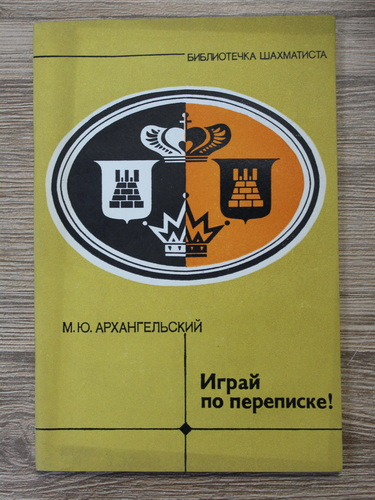 БИБЛИОТЕЧКА ШАХМАТИСТА
М. Ю. АРХАНГЕЛЬСКИЙ
Играй
по переписке!